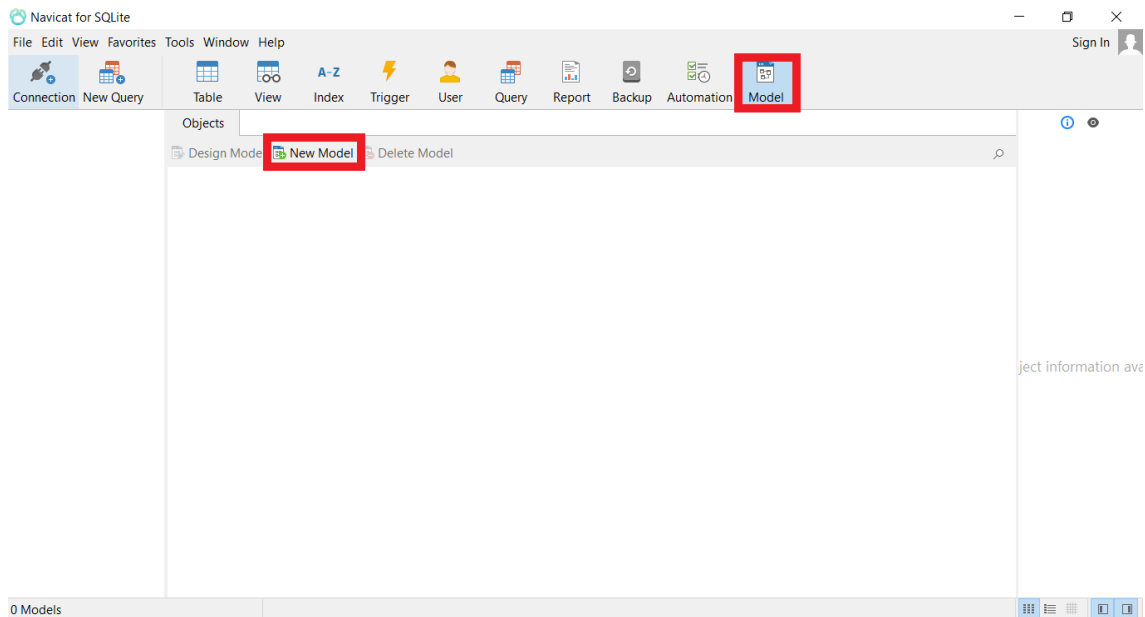 Navicat for SQLite
File Edit View Favorites Tools Window Help
Sign In
Connection New Query Table View Index Trigger User Query Report Backup Automation Model
A-Z
Objects
Design Mode New Model Delete Model
ject information ava
0 Models